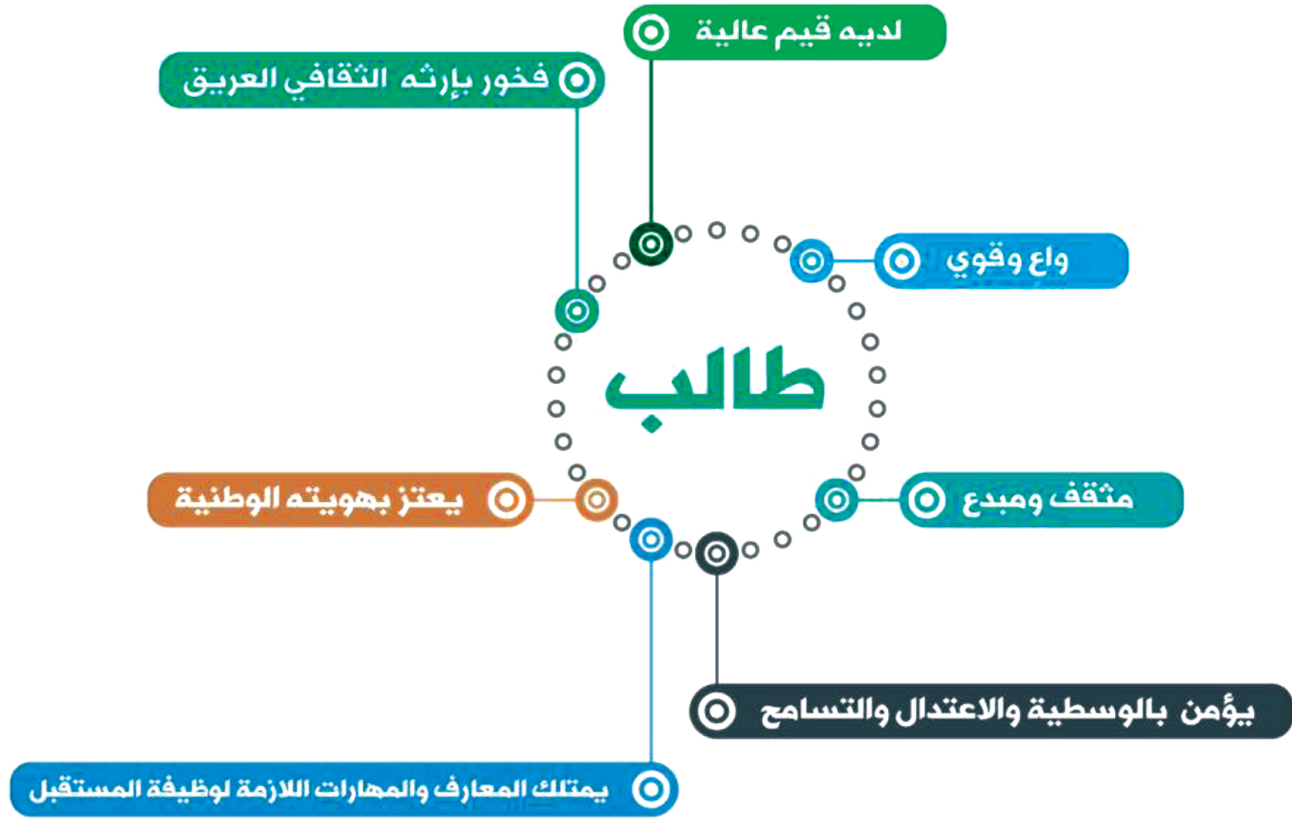 لديه قيم عالية
فخور بإرثه الثقافي العريق
واعٍ وقوي
طالب
مثقف ومبدع
يعتز بهويته الوطنية
يؤمن بالوسطية والاعتدال والتسامح
يمتلك المعارف والمهارات اللازمة لوظيفة المستقبل